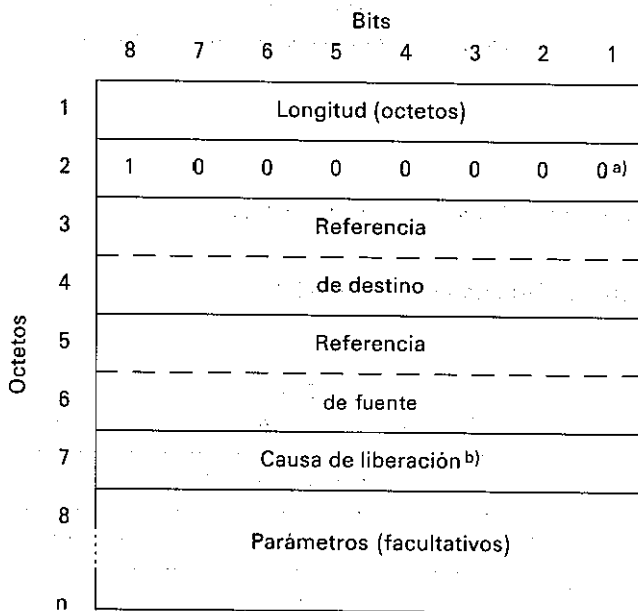 Bits
8 7 6 5 4 3 2 1
1 Longitud (octetos)
2 1 0 0 0 0 0 0 0 a)
3 Referencia
4 de destino
Octetos
5 Referencia
6 de fuente
7 Causa de liberación b)
8
Parámetros (facultativos)
n